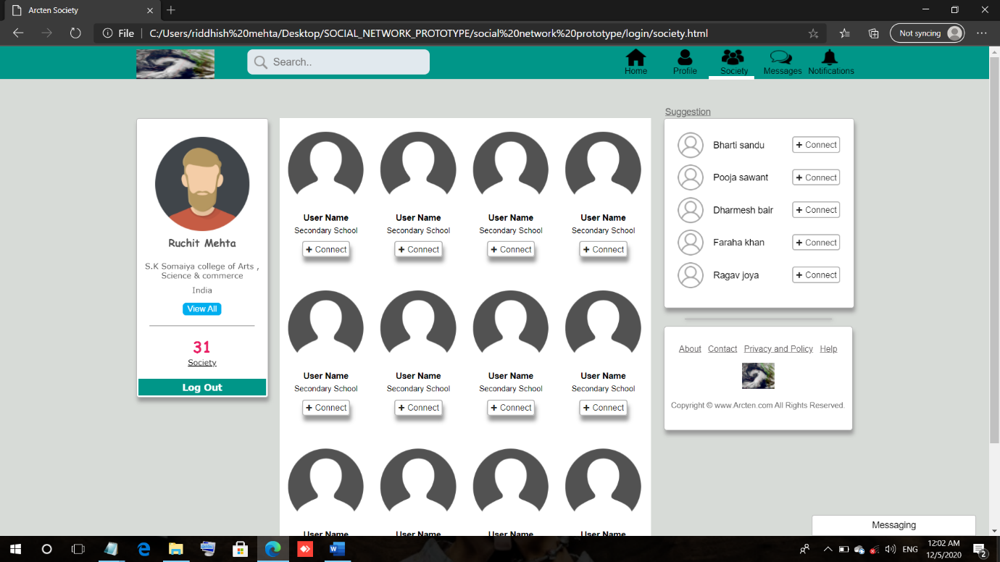 Arcten Society
File C:/Users/riddhish%20mehta/Desktop/SOCIAL_NETWORK_PROTOTYPE/social%20network%20prototype/login/society.html
Not syncing
Search..
Home Profile Society Messages Notifications
Ruchit Mehta
S.K Somaiya college of Arts ,
Science & commerce
India
View All
31
Society
Log Out
User Name User Name User Name User Name
Secondary School Secondary School Secondary School Secondary School
+ Connect + Connect + Connect + Connect
User Name User Name User Name User Name
Secondary School Secondary School Secondary School Secondary School
+ Connect + Connect + Connect + Connect
User Name User Name User Name User Name
Suggestion
Bharti sandu + Connect
Pooja sawant + Connect
Dharmesh bair + Connect
Faraha khan + Connect
Ragav joya + Connect
About Contact Privacy and Policy Help
Copyright © www.Arcten.com All Rights Reserved.
Messaging
ENG
12:02 AM
12/5/2020
2